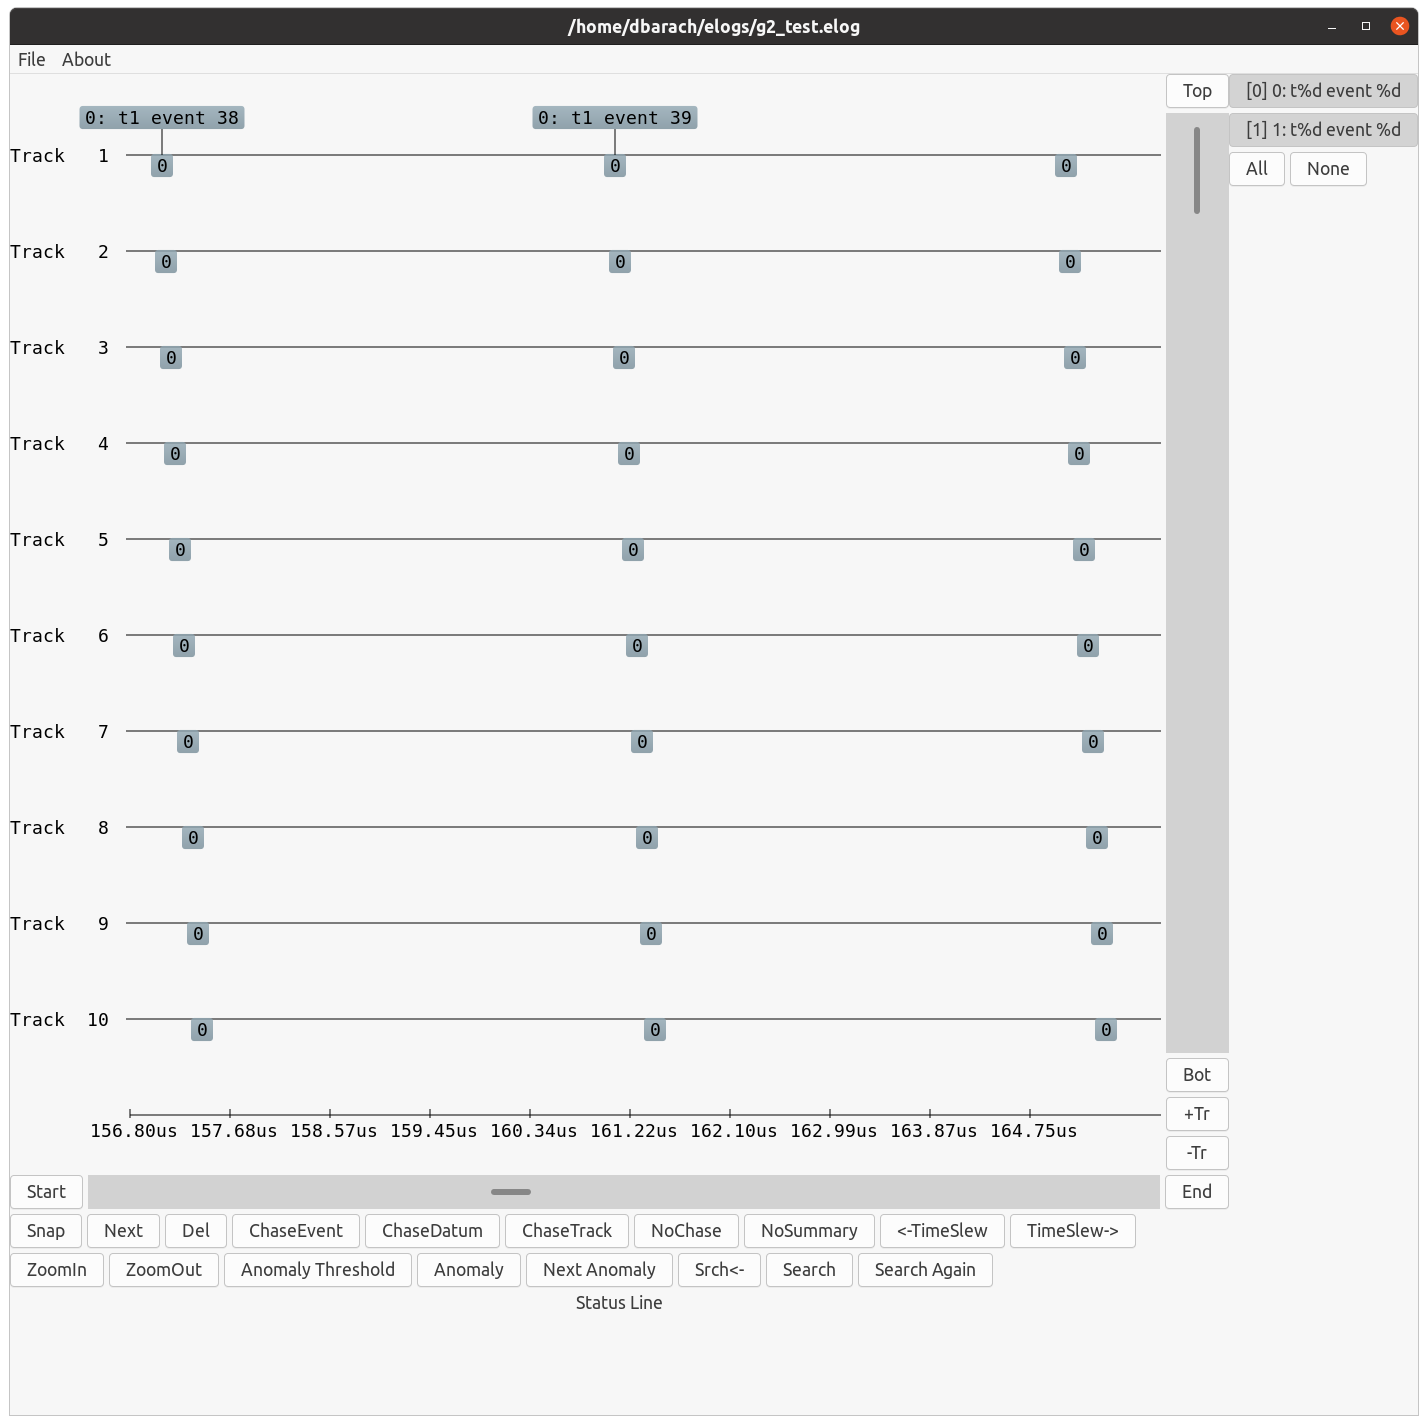 /home/dbarach/elogs/g2_test.elog
File About
Top [0] 0: t%d event %d
0: t1 event 38 0: t1 event 39
[1] 1: t%d event %d
Track 1 0 0 0
All None
Track 2 0 0 0
Track 3 0 0 0
Track 4 0 0 0
Track 5 0 0 0
Track 6 0 0 0
Track 7 0 0 0
Track 8 0 0 0
Track 9 0 0 0
Track 10 0 0 0
Bot
+Tr
156.80us 157.68us 158.57us 159.45us 160.34us 161.22us 162.10us 162.99us 163.87us 164.75us
-Tr
Start End
Snap Next Del ChaseEvent ChaseDatum ChaseTrack NoChase NoSummary <-TimeSlew TimeSlew->
ZoomIn ZoomOut Anomaly Threshold Anomaly Next Anomaly Srch<- Search Search Again
Status Line